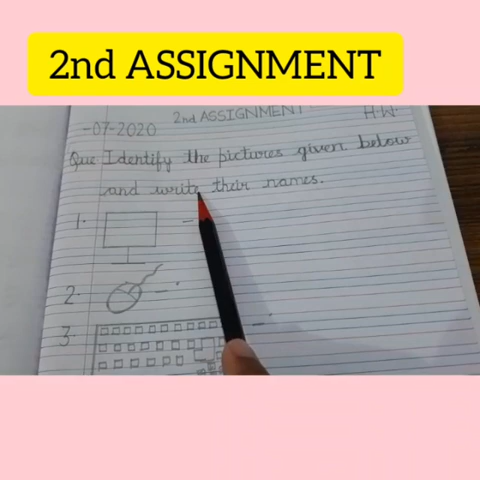 2nd ASSIGNMENT
2nd ASSIGNMENT
H.W.
-07-2020
Que Identify the pictures given below
and write their names.
1.
2.
3.